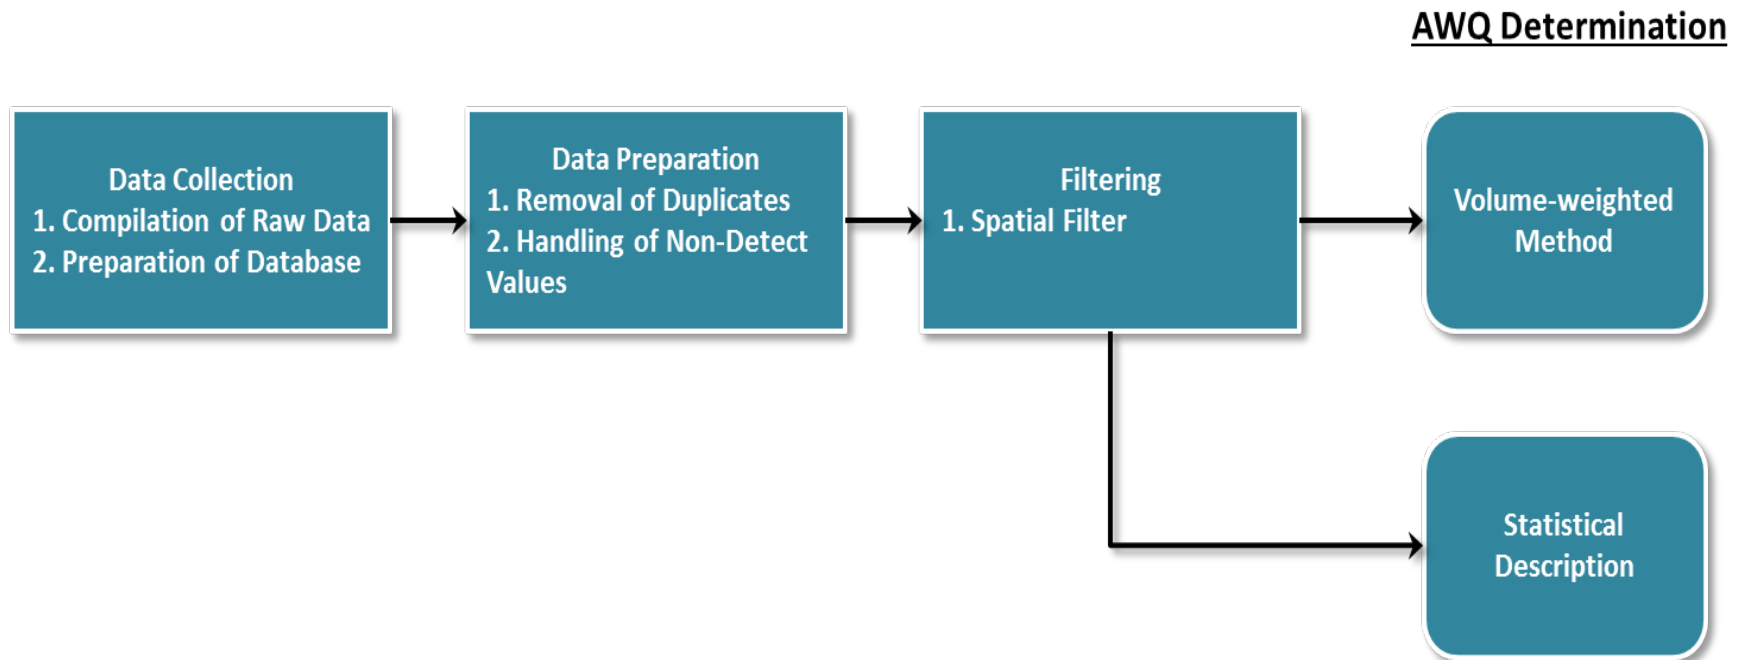 AWQ Determination
Data Collection
1. Compilation of Raw Data
2. Preparation of Database
Data Preparation
1. Removal of Duplicates
2. Handling of Non-Detect
Values
Filtering
1. Spatial Filter
Volume-weighted
Method
Statistical
Description